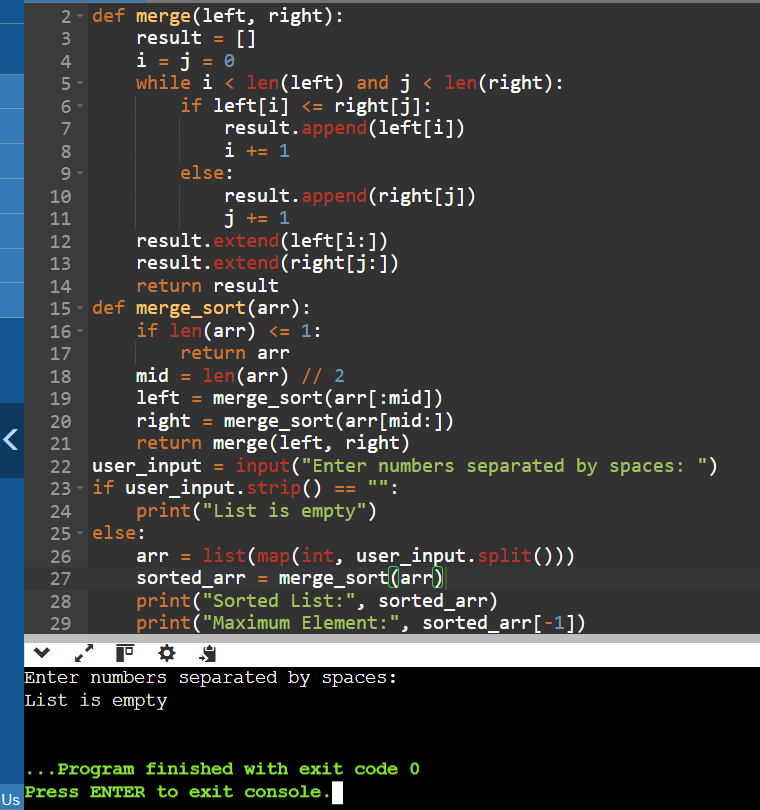 2 def merge(left, right):
3     result = []
4     i = j = 0
5     while i < len(left) and j < len(right):
6         if left[i] <= right[j]:
7             result.append(left[i])
8             i += 1
9         else:
10             result.append(right[j])
11             j += 1
12     result.extend(left[i:])
13     result.extend(right[j:])
14     return result
15 def merge_sort(arr):
16     if len(arr) <= 1:
17         return arr
18     mid = len(arr) // 2
19     left = merge_sort(arr[:mid])
20     right = merge_sort(arr[mid:])
21     return merge(left, right)
22 user_input = input("Enter numbers separated by spaces: ")
23 if user_input.strip() == "":
24     print("List is empty")
25 else:
26     arr = list(map(int, user_input.split()))
27     sorted_arr = merge_sort(arr)
28     print("Sorted List:", sorted_arr)
29     print("Maximum Element:", sorted_arr[-1])
Enter numbers separated by spaces:
List is empty
...Program finished with exit code 0
Press ENTER to exit console.
Us